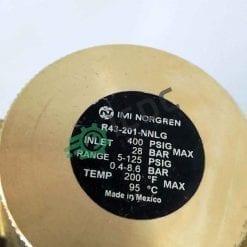 IMI NORGREN
R43-201-NNLG
INLET 400 PSIG
28 BAR MAX
RANGE 5-125 PSIG
0.4-8.6 BAR
TEMP 200 °F MAX
95 °C
Made in Mexico